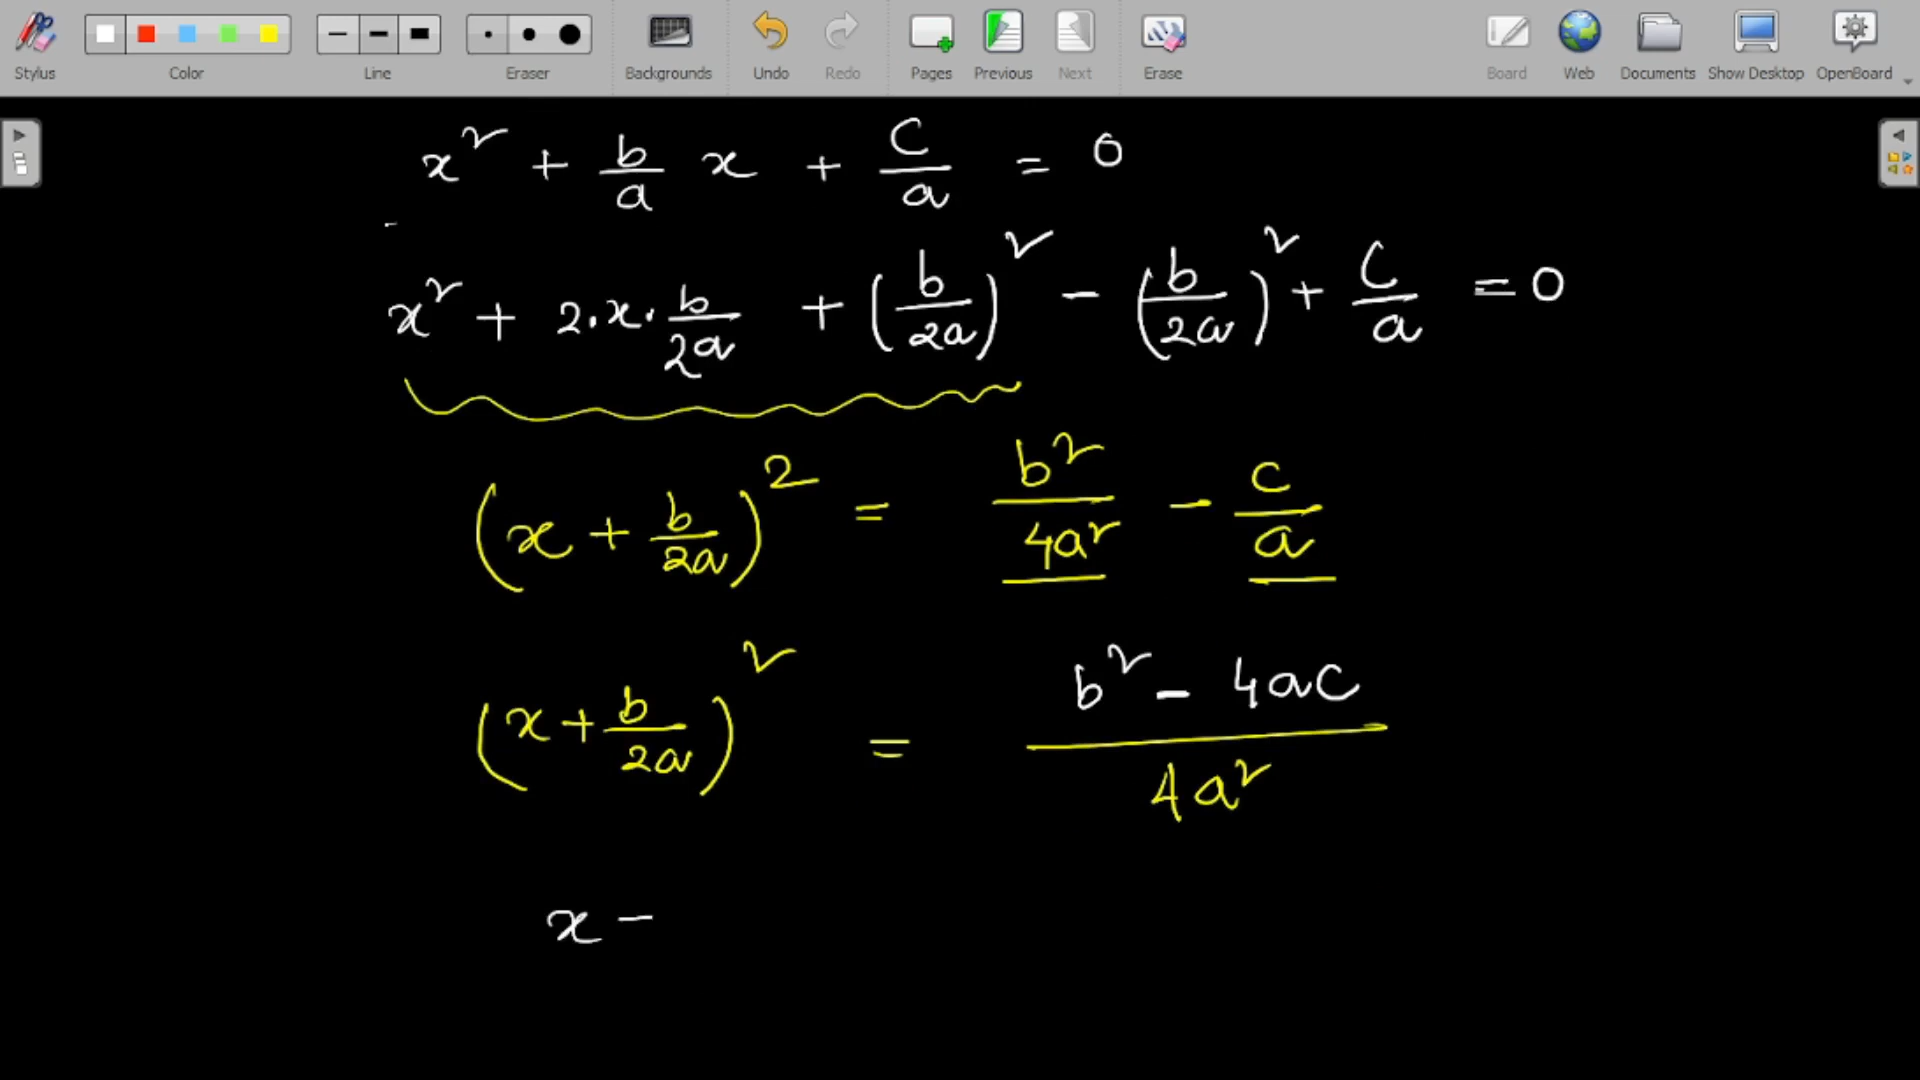 Stylus Color Line Eraser Backgrounds Undo Redo Pages Previous Next Erase Board Web Documents Show Desktop OpenBoard
x² + b/a x + c/a = 0
x² + 2.x.b/2a + (b/2a)² - (b/2a)² + c/a = 0
(x + b/2a)² = b²/4a² - c/a
(x + b/2a)² = b² - 4ac/4a²
x -